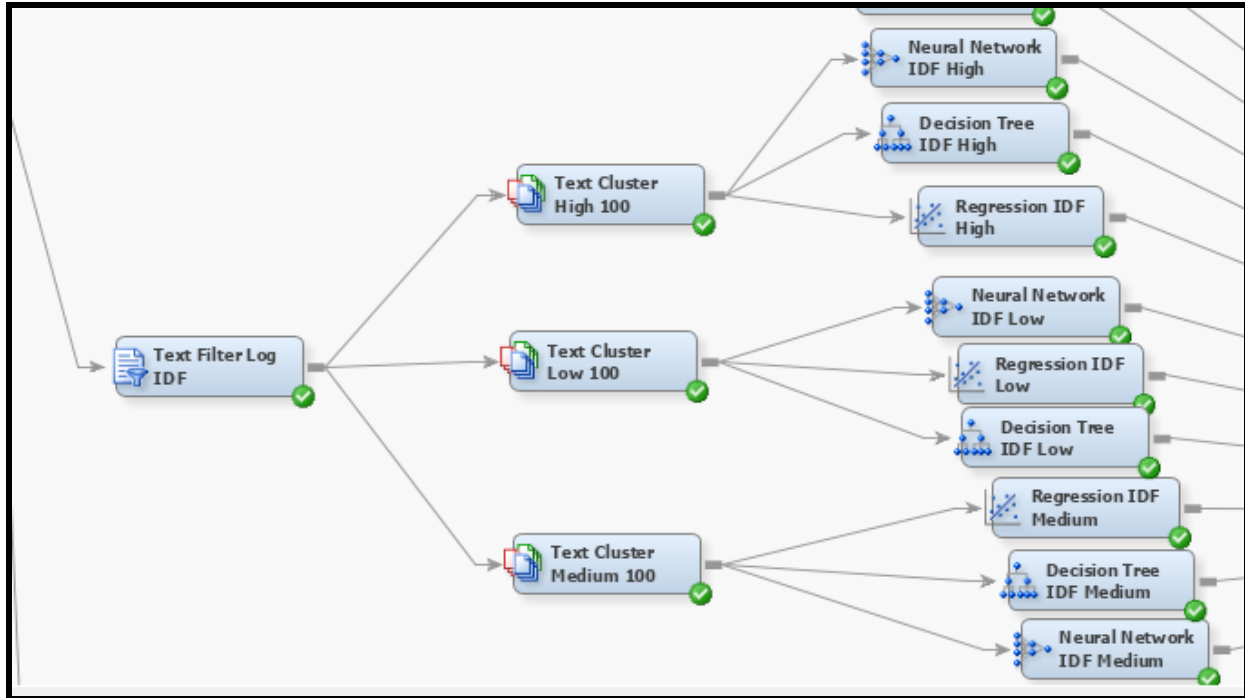 Neural Network
IDF High
Decision Tree
IDF High
Text Cluster
High 100
Regression IDF
High
Neural Network
IDF Low
Text Filter Log
IDF
Text Cluster
Low 100
Regression IDF
Low
Decision Tree
IDF Low
Regression IDF
Medium
Text Cluster
Medium 100
Decision Tree
IDF Medium
Neural Network
IDF Medium